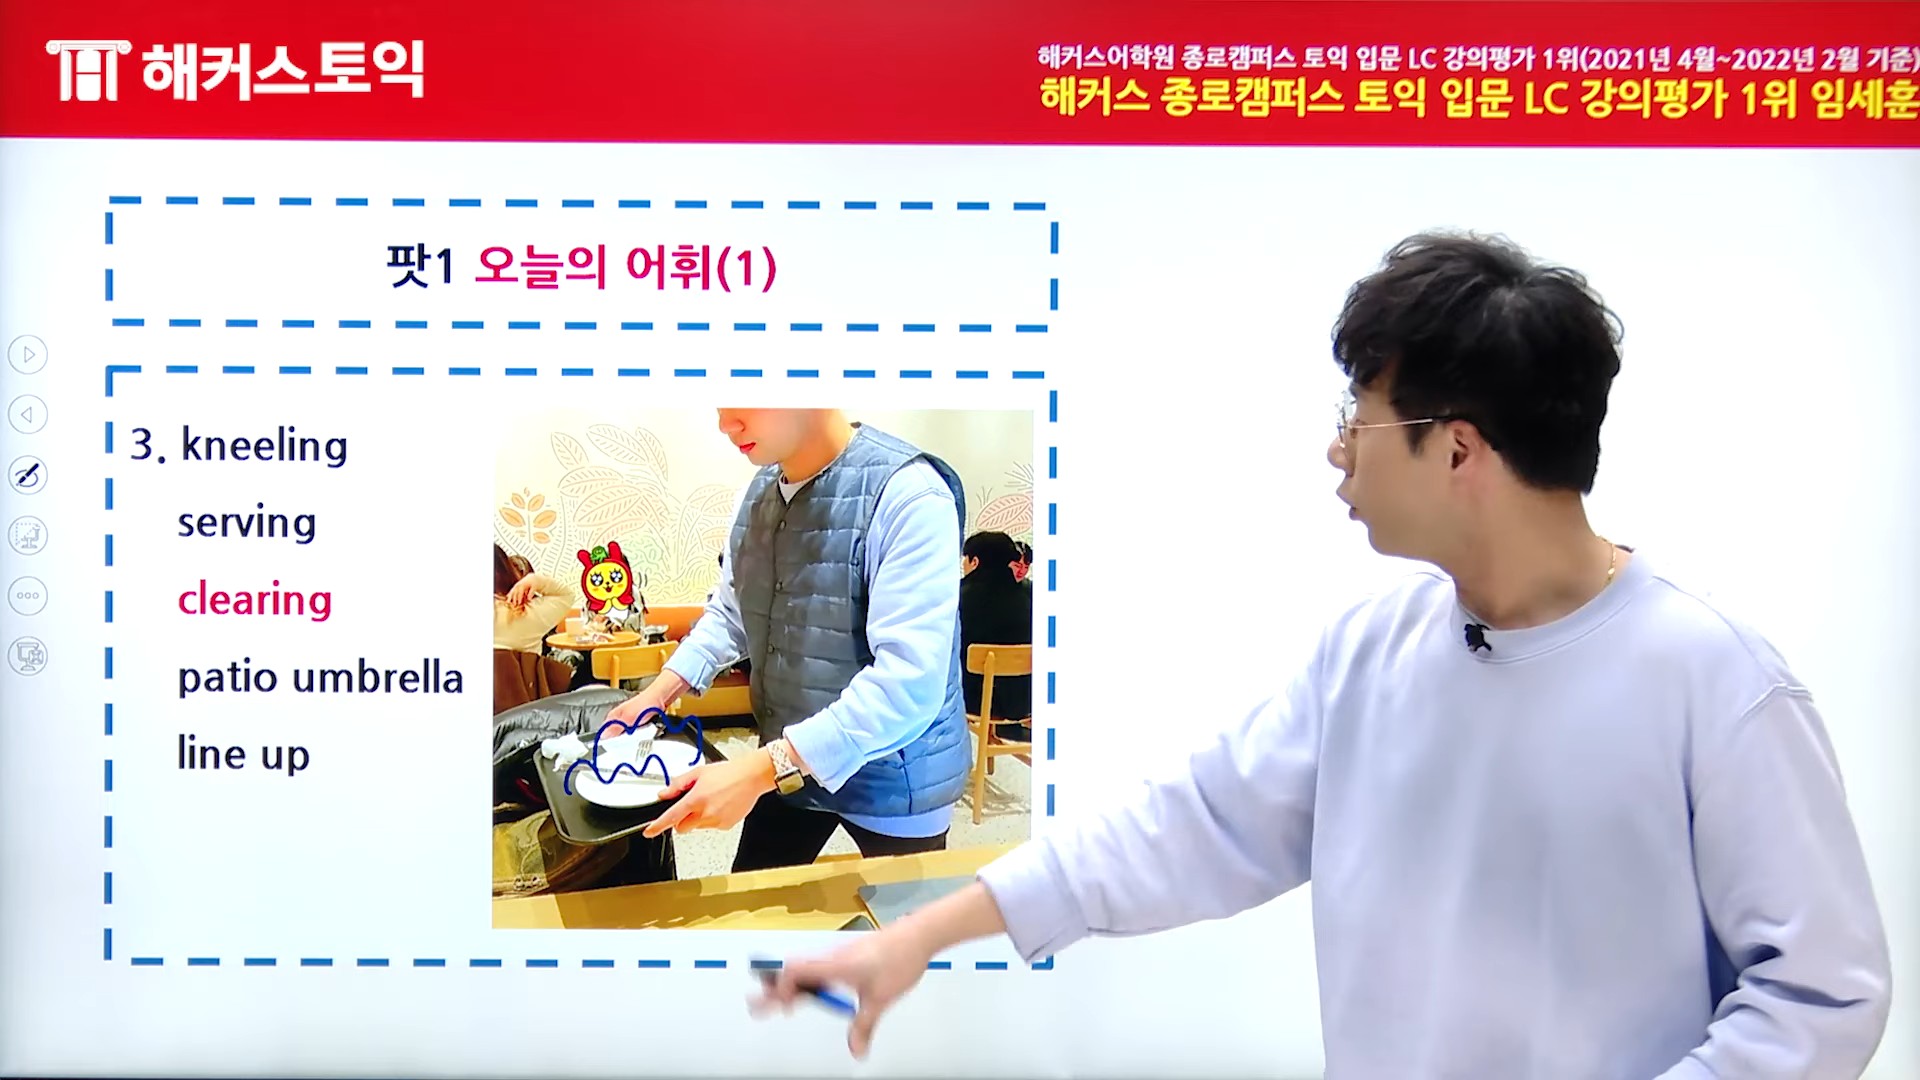 해커스토익
해커스어학원 종로캠퍼스 토익 입문 LC 강의평가 1위(2021년 4월~2022년 2월 기준)
해커스 종로캠퍼스 토익 입문 LC 강의평가 1위 임세훈
팟1 오늘의 어휘(1)
3. kneeling
serving
clearing
patio umbrella
line up